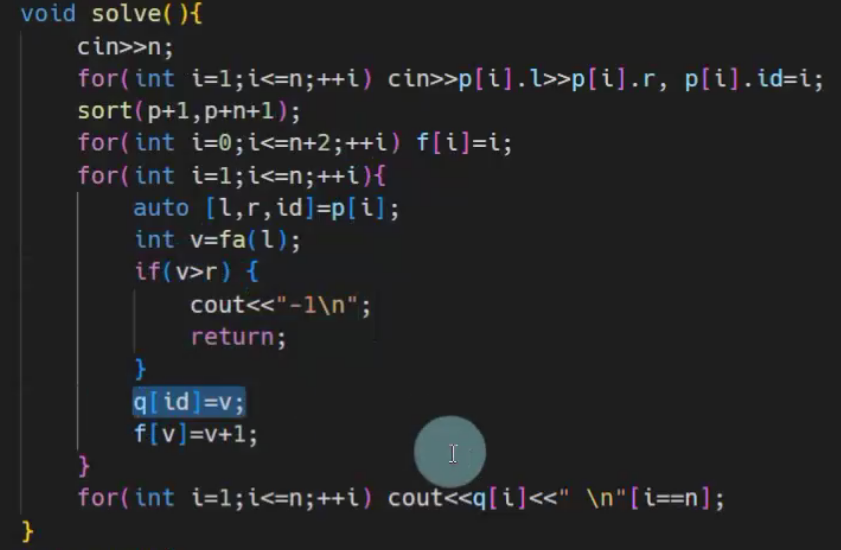 void solve(){
    cin>>n;
    for(int i=1;i<=n;++i) cin>>p[i].l>>p[i].r, p[i].id=i;
    sort(p+1,p+n+1);
    for(int i=0;i<=n+2;++i) f[i]=i;
    for(int i=1;i<=n;++i){
        auto [l,r,id]=p[i];
        int v=fa(l);
        if(v>r) {
            cout<<"-1\n";
            return;
        }
        q[id]=v;
        f[v]=v+1;
    }
    for(int i=1;i<=n;++i) cout<<q[i]<<" \n"[i==n];
}